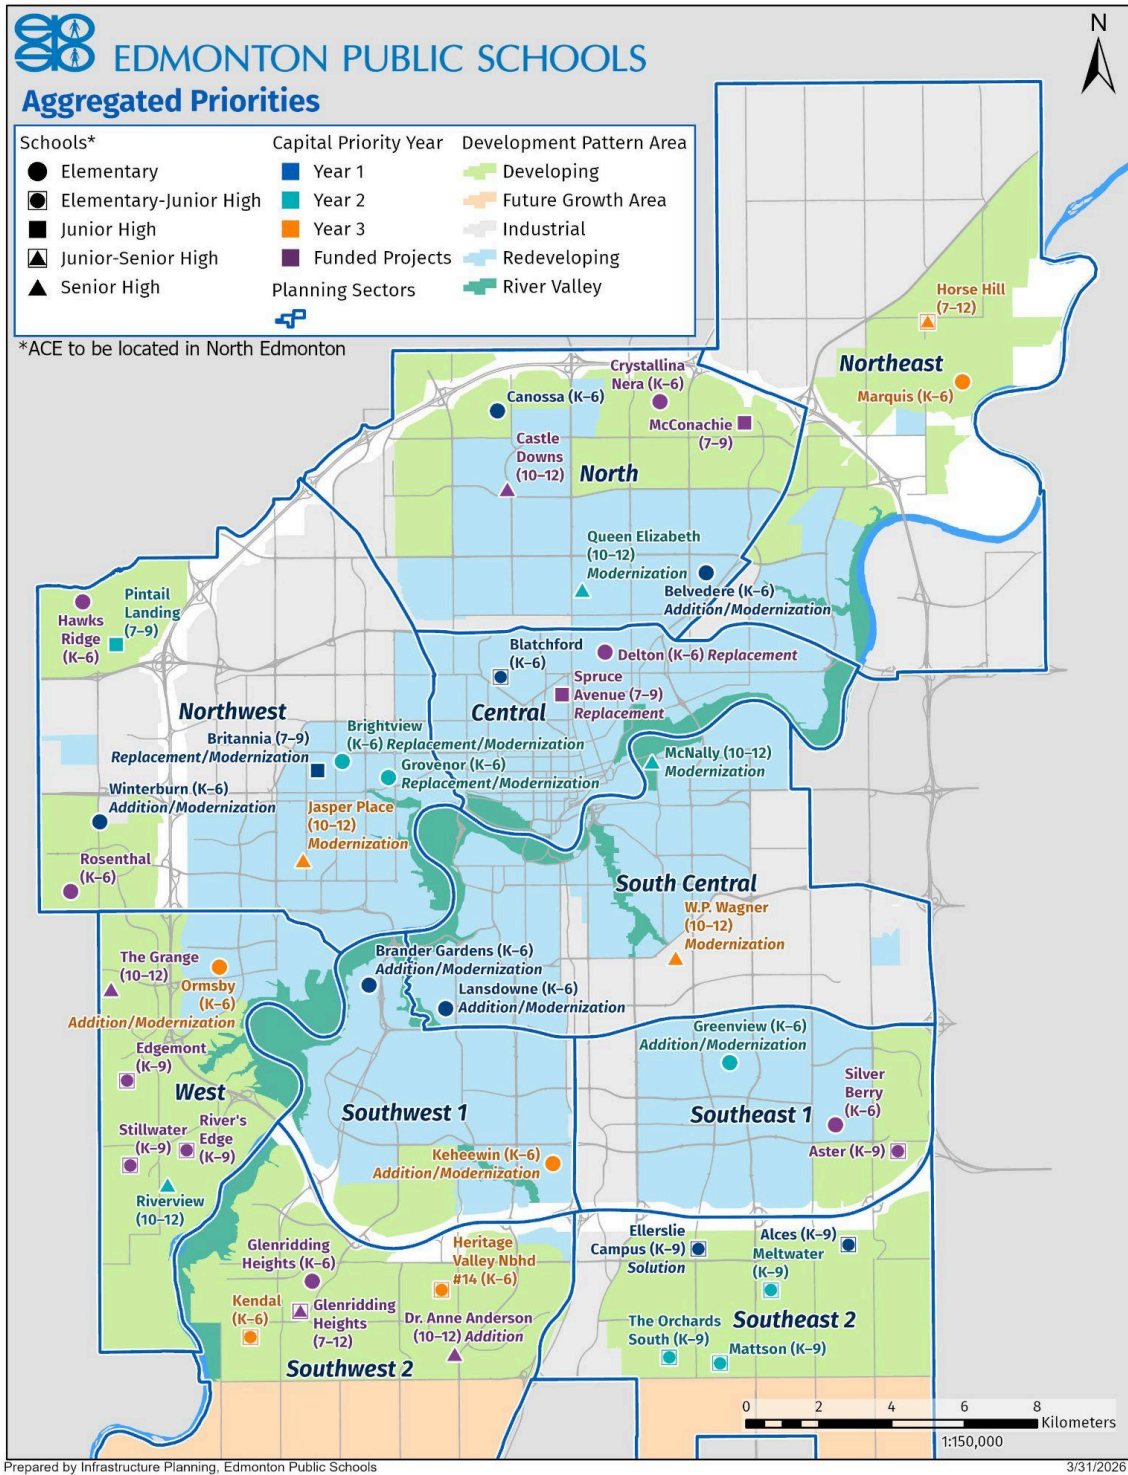 EDMONTON PUBLIC SCHOOLS
Aggregated Priorities
N
Schools*
Elementary
Elementary-Junior High
Junior High
Junior-Senior High
Senior High
Capital Priority Year
Year 1
Year 2
Year 3
Funded Projects
Planning Sectors
Development Pattern Area
Developing
Future Growth Area
Industrial
Redeveloping
River Valley
*ACE to be located in North Edmonton
Horse Hill
(7–12)
Northeast
Marquis (K–6)
Crystallina
Nera (K–6)
Canossa (K–6)
McConachie
(7–9)
Castle
Downs
(10–12)
North
Queen Elizabeth
(10–12)
Modernization
Belvedere (K–6)
Addition/Modernization
Pintail
Landing
(7–9)
Hawks
Ridge
(K–6)
Blatchford
(K–6)
Delton (K–6) Replacement
Spruce
Avenue (7–9)
Replacement
Northwest
Central
Britannia (7–9)
Replacement/Modernization
Brightview
(K–6) Replacement/Modernization
Grovenor (K–6)
Replacement/Modernization
McNally (10–12)
Modernization
Winterburn (K–6)
Addition/Modernization
Jasper Place
(10–12)
Modernization
Rosenthal
(K–6)
South Central
W.P. Wagner
(10–12)
Modernization
The Grange
(10–12)
Ormsby
(K–6)
Addition/Modernization
Brander Gardens (K–6)
Addition/Modernization
Lansdowne (K–6)
Addition/Modernization
Greenview (K–6)
Addition/Modernization
Edgemont
(K–9)
West
Southwest 1
Southeast 1
Silver
Berry
(K–6)
Stillwater
(K–9)
River's
Edge
(K–9)
Aster (K–9)
Keheewin (K–6)
Addition/Modernization
Riverview
(10–12)
Glenridding
Heights (K–6)
Heritage
Valley Nbhd
#14 (K–6)
Ellerslie
Campus (K–9)
Solution
Alces (K–9)
Meltwater
(K–9)
Kendal
(K–6)
Glenridding
Heights
(7–12)
Dr. Anne Anderson
(10–12) Addition
The Orchards
South (K–9)
Southeast 2
Mattson (K–9)
Southwest 2
0 2 4 6 8
Kilometers
1:150,000
Prepared by Infrastructure Planning, Edmonton Public Schools
3/31/2026